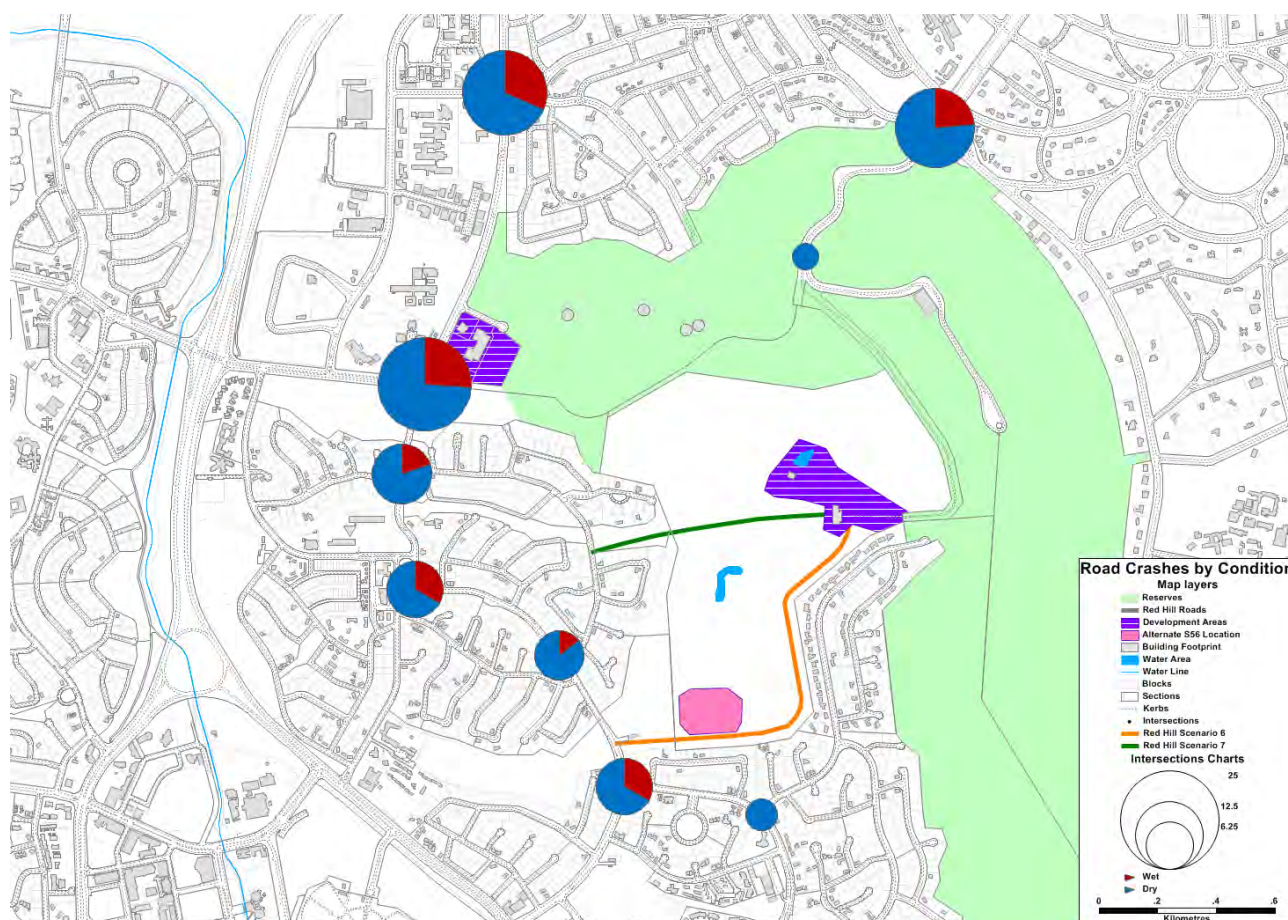 Road Crashes by Condition
Map layers
Reserves
Red Hill Roads
Development Areas
Alternate S56 Location
Building Footprint
Water Area
Water Line
Blocks
Sections
Kerbs
Intersections
Red Hill Scenario 6
Red Hill Scenario 7
Intersections Charts
25
12.5
6.25
Wet
Dry
0 .2 .4 .6
Kilometres